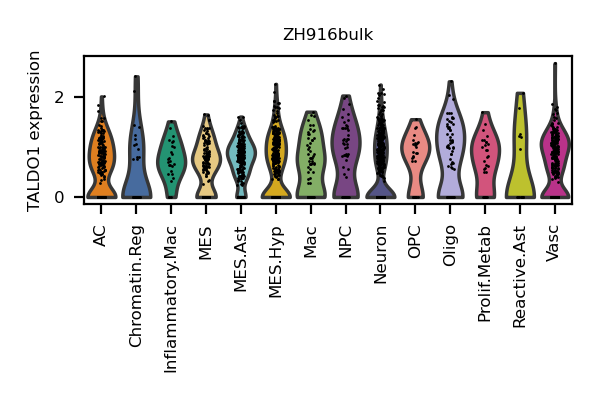 ZH916bulk
TALDO1 expression
2
0
AC
Chromatin.Reg
Inflammatory.Mac
MES
MES.Ast
MES.Hyp
Mac
NPC
Neuron
OPC
Oligo
Prolif.Metab
Reactive.Ast
Vasc